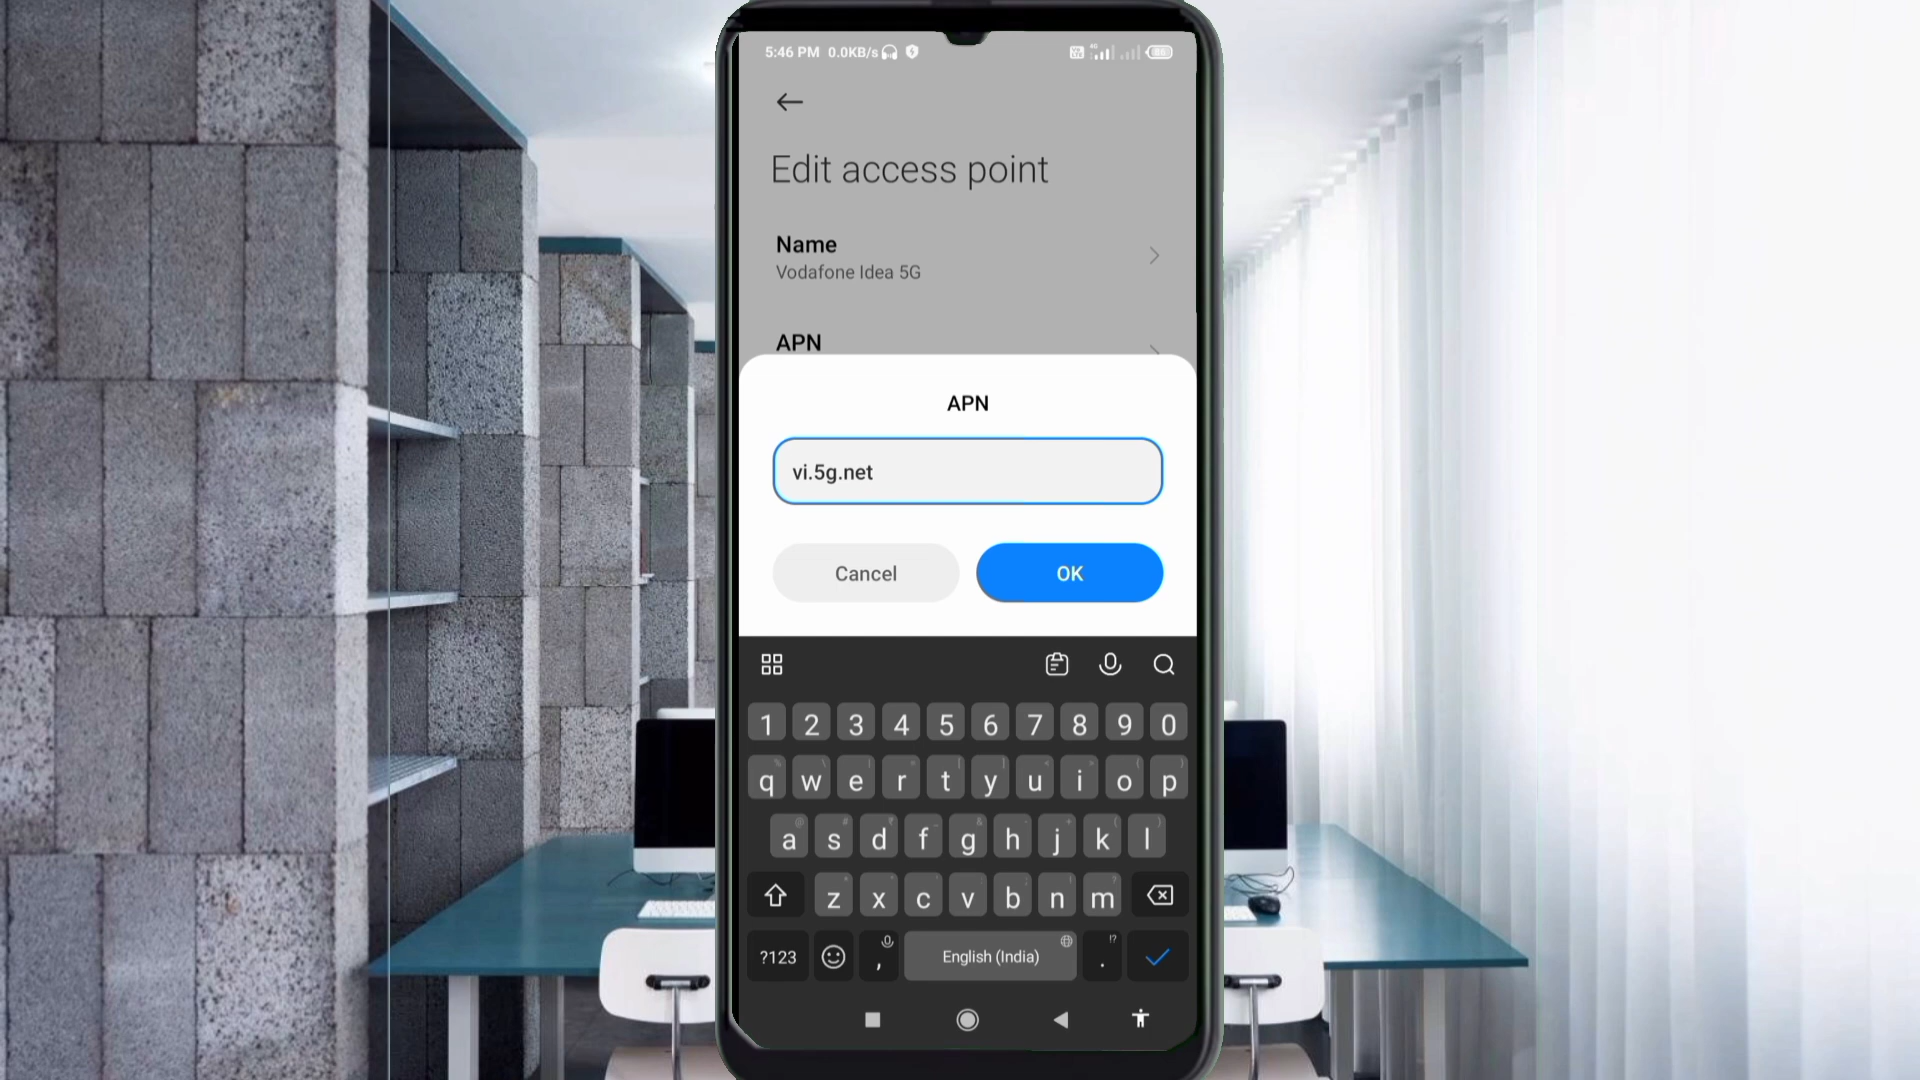 5:46 PM 0.0KB/s
4G
Edit access point
Name
Vodafone Idea 5G
APN
APN
vi.5g.net
Cancel
OK
1 2 3 4 5 6 7 8 9 0
q w e r t y u i o p
a s d f g h j k l
z x c v b n m
?123 , English (India) . !?